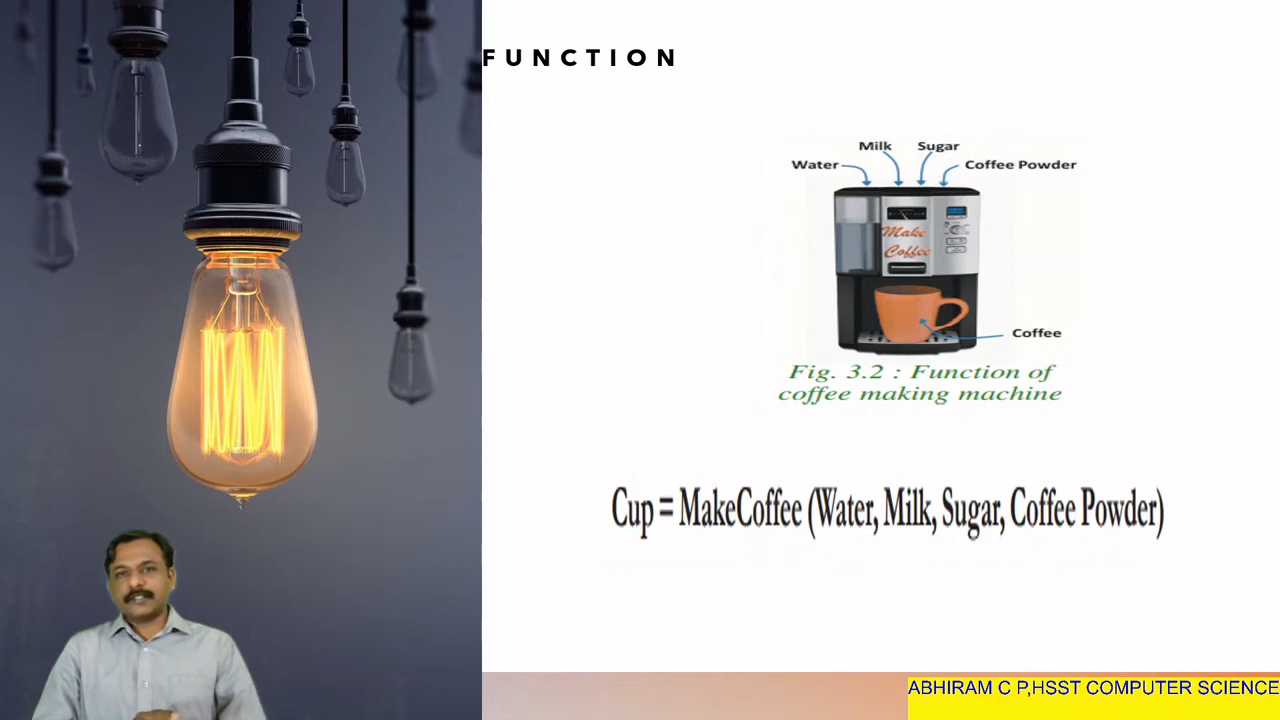 FUNCTION
Milk Sugar
Water Coffee Powder
Make
Coffee
Coffee
Fig. 3.2 : Function of
coffee making machine
Cup = MakeCoffee (Water, Milk, Sugar, Coffee Powder)
ABHIRAM C P,HSST COMPUTER SCIENCE